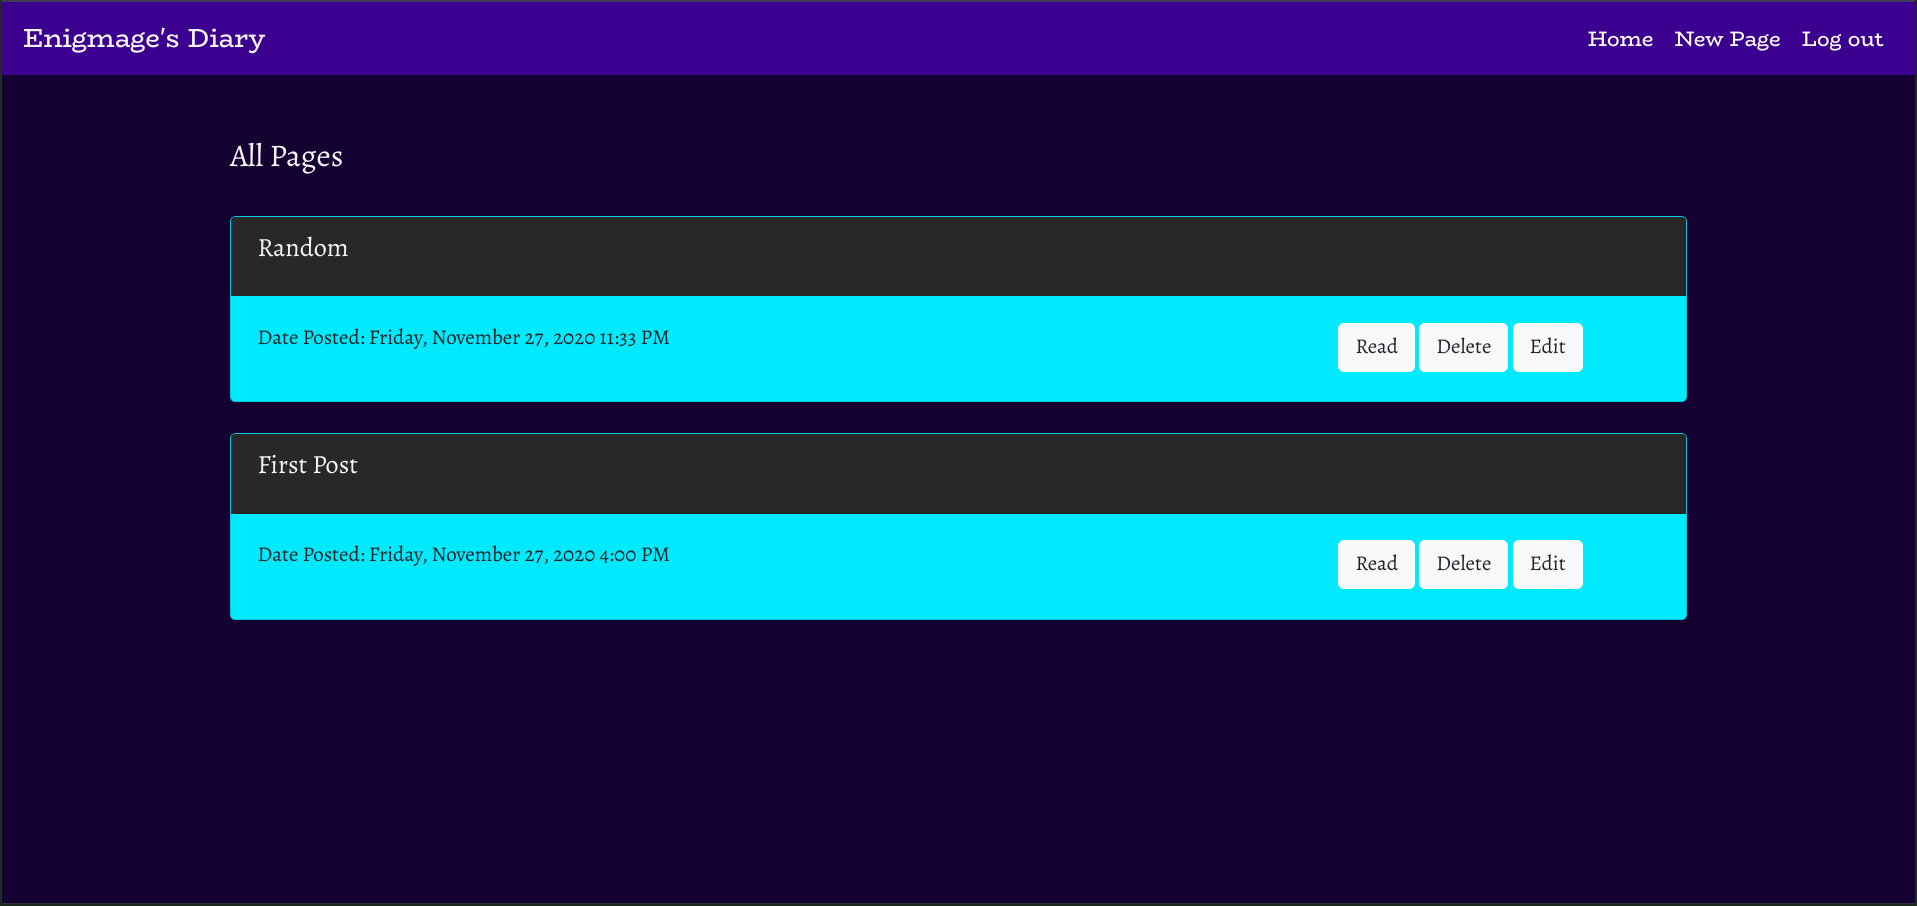 Enigmage's Diary
Home New Page Log out
All Pages
Random
Date Posted: Friday, November 27, 2020 11:33 PM
Read Delete Edit
First Post
Date Posted: Friday, November 27, 2020 4:00 PM
Read Delete Edit